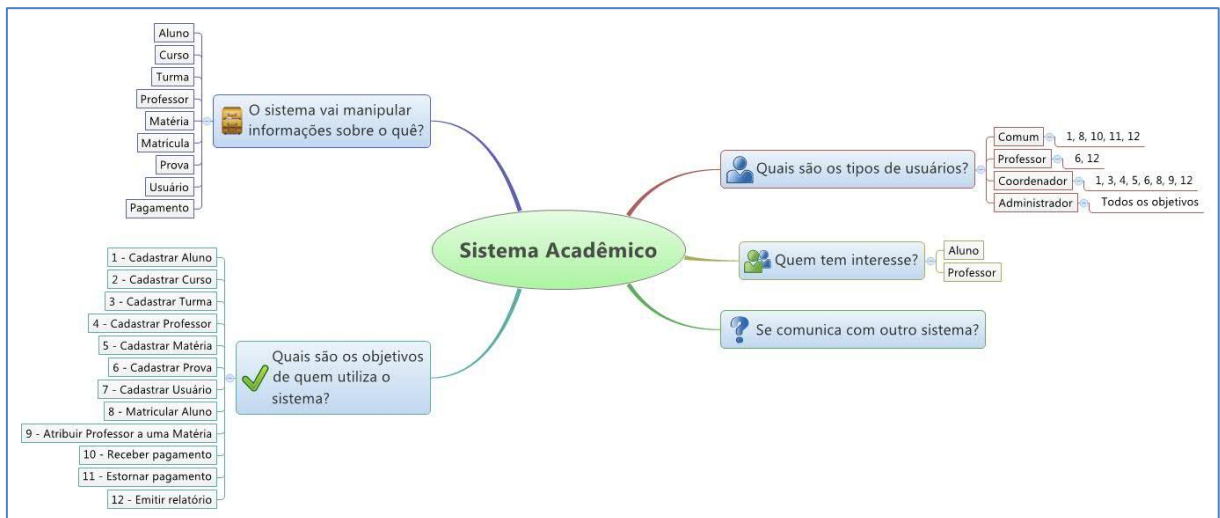 Aluno
Curso
Turma
Professor
Matéria
Matricula
Prova
Usuário
Pagamento
O sistema vai manipular
informações sobre o quê?
1 - Cadastrar Aluno
2 - Cadastrar Curso
3 - Cadastrar Turma
4 - Cadastrar Professor
5 - Cadastrar Matéria
6 - Cadastrar Prova
7 - Cadastrar Usuário
8 - Matricular Aluno
9 - Atribuir Professor a uma Matéria
10 - Receber pagamento
11 - Estornar pagamento
12 - Emitir relatório
Quais são os objetivos
de quem utiliza o
sistema?
Sistema Acadêmico
Quais são os tipos de usuários?
Comum 1, 8, 10, 11, 12
Professor 6, 12
Coordenador 1, 3, 4, 5, 6, 8, 9, 12
Administrador Todos os objetivos
Quem tem interesse?
Aluno
Professor
Se comunica com outro sistema?